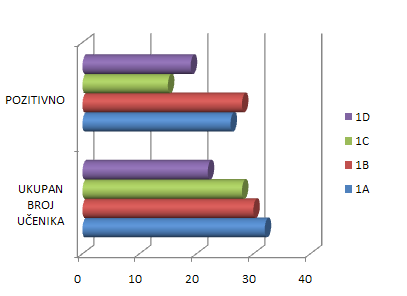 POZITIVNO
UKUPAN
BROJ
UČENIKA
0 10 20 30 40
1D
1C
1B
1A